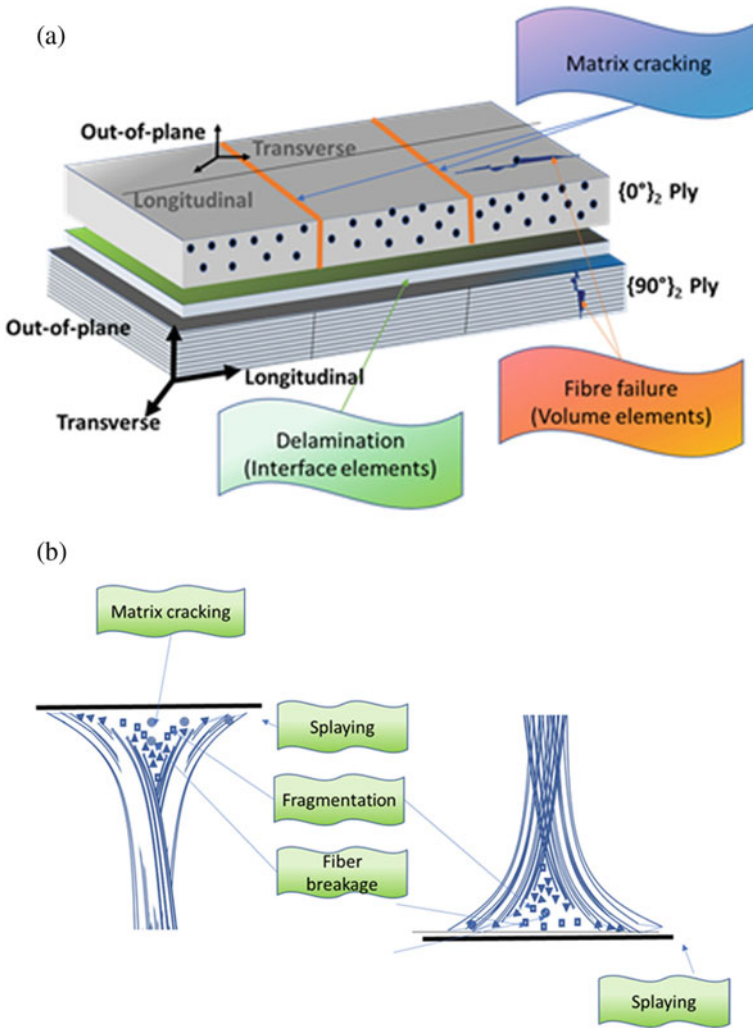 (a)
Matrix cracking
Out-of-plane
Transverse
Longitudinal
{0°}₂ Ply
{90°}₂ Ply
Out-of-plane
Longitudinal
Transverse
Fibre failure
(Volume elements)
Delamination
(Interface elements)
(b)
Matrix cracking
Splaying
Fragmentation
Fiber
breakage
Splaying